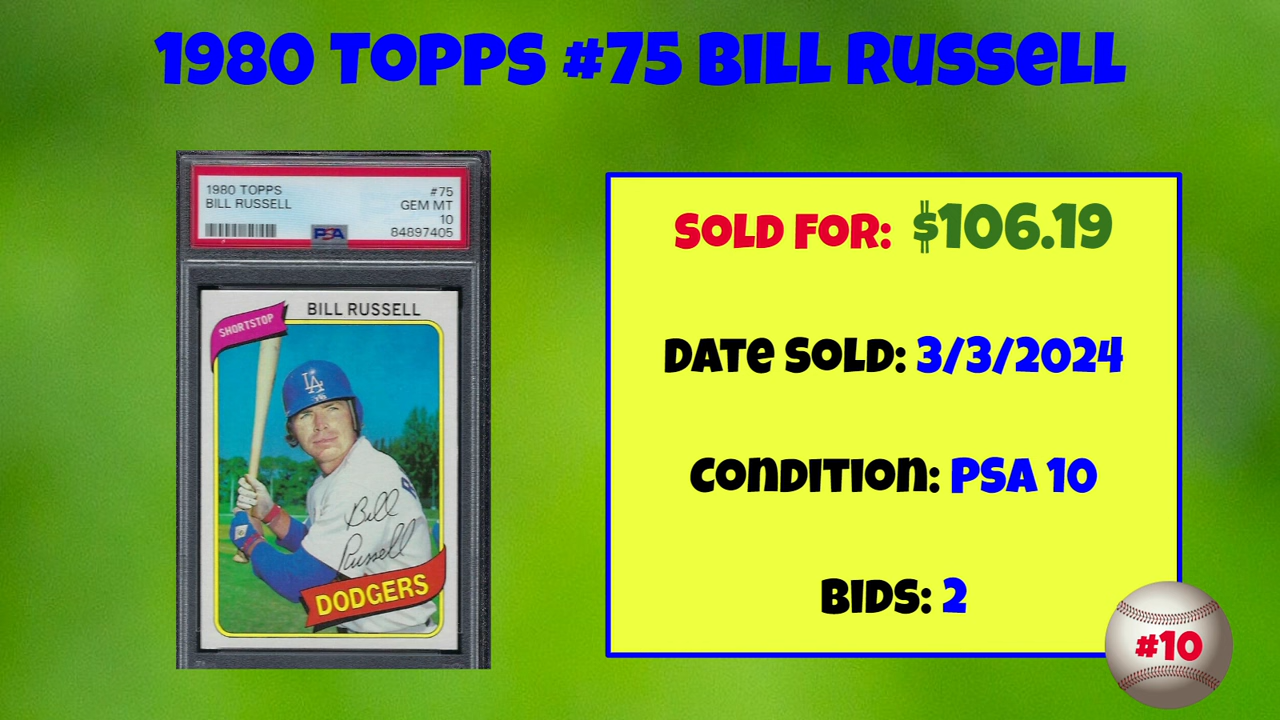 1980 TOPPS #75 BILL RUSSELL
1980 TOPPS #75
BILL RUSSELL GEM MT
10
PSA 84897405
SHORTSTOP
BILL RUSSELL
LA
Bill
Russell
DODGERS
SOLD FOR: $106.19
DATE SOLD: 3/3/2024
CONDITION: PSA 10
BIDS: 2
#10